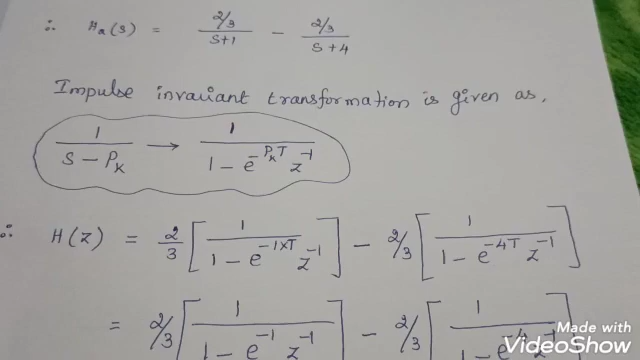 ∴ Ha(s) = 2/3 / s+1 - 2/3 / s+4
Impulse invariant transformation is given as,
1 / s - Pk → 1 / 1 - e^-PkT z^-1
∴ H(z) = 2/3 [ 1 / 1 - e^-1xT z^-1 ] - 2/3 [ 1 / 1 - e^-4T z^-1 ]
= 2/3 [ 1 / 1 - e^-1 z^-1 ] - 2/3 [ 1 / 1 - e^-4 z^-1 ]
Made with
VideoShow